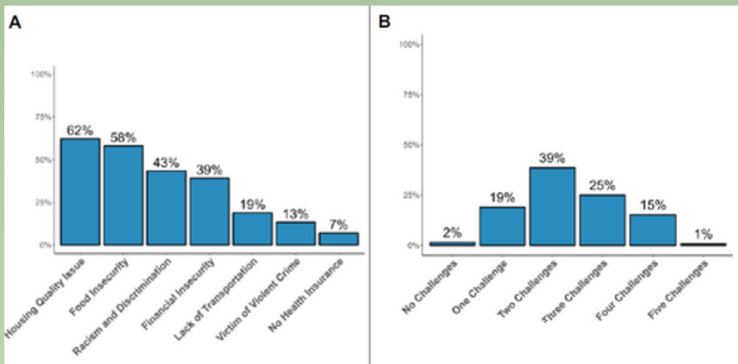 A
100%
75%
50%
25%
0%
62%
58%
43%
39%
19%
13%
7%
Housing Quality Issue
Food Insecurity
Racism and Discrimination
Financial Insecurity
Lack of Transportation
Victim of Violent Crime
No Health Insurance
B
100%
75%
50%
25%
0%
2%
19%
39%
25%
15%
1%
No Challenges
One Challenge
Two Challenges
Three Challenges
Four Challenges
Five Challenges